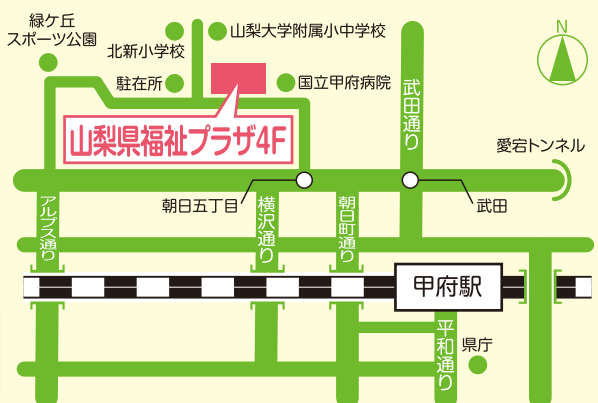 緑ケ丘
スポーツ公園
北新小学校
山梨大学附属小中学校
N
駐在所
国立甲府病院
武田通り
山梨県福祉プラザ4F
愛宕トンネル
朝日五丁目
武田
アルプス通り
横沢通り
朝日町通り
甲府駅
平和通り
県庁